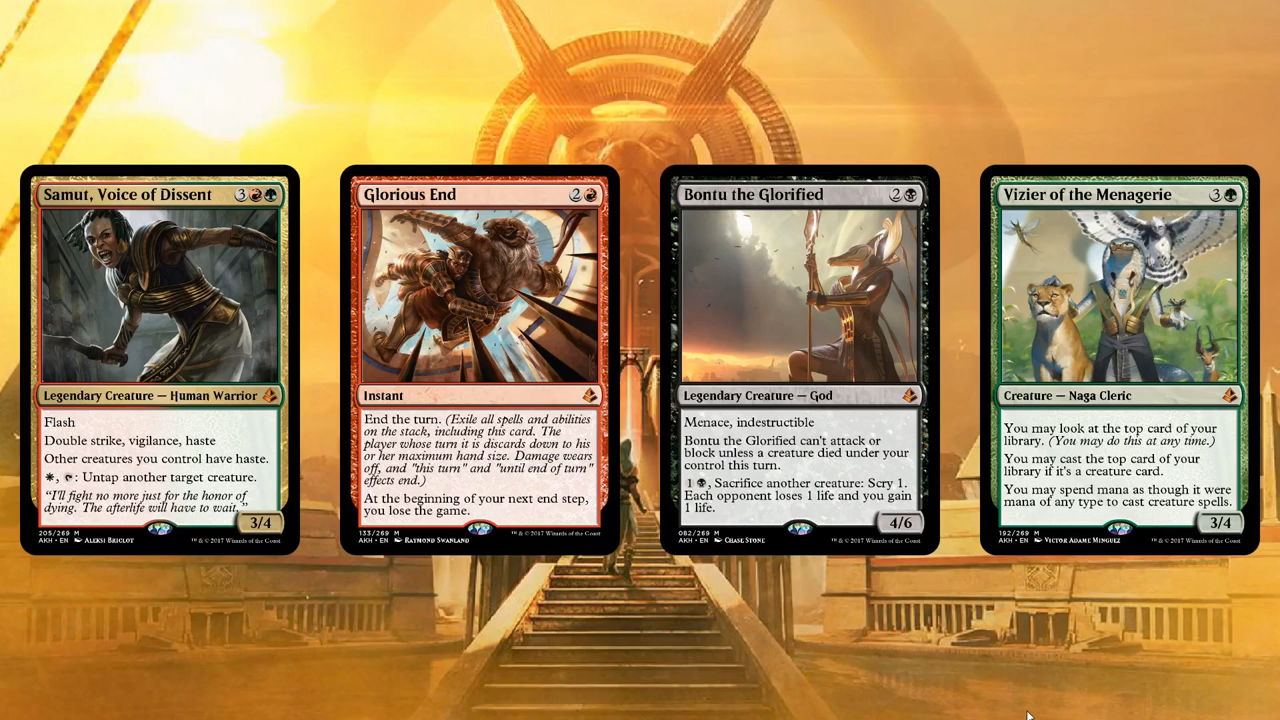 Samut, Voice of Dissent 3
Legendary Creature — Human Warrior
Flash
Double strike, vigilance, haste
Other creatures you control have haste.
, : Untap another target creature.
"I'll fight no more just for the honor of
dying. The afterlife will have to wait."
3/4
205/269 M
AKH • EN Aleksi Briclot
™ & © 2017 Wizards of the Coast
Glorious End 2
Instant
End the turn. (Exile all spells and abilities
on the stack, including this card. The
player whose turn it is discards down to his
or her maximum hand size. Damage wears
off, and "this turn" and "until end of turn"
effects end.)
At the beginning of your next end step,
you lose the game.
133/269 M
AKH • EN Raymond Swanland
™ & © 2017 Wizards of the Coast
Bontu the Glorified 2
Legendary Creature — God
Menace, indestructible
Bontu the Glorified can't attack or
block unless a creature died under your
control this turn.
1 , Sacrifice another creature: Scry 1.
Each opponent loses 1 life and you gain
1 life.
4/6
082/269 M
AKH • EN Chase Stone
™ & © 2017 Wizards of the Coast
Vizier of the Menagerie 3
Creature — Naga Cleric
You may look at the top card of your
library. (You may do this at any time.)
You may cast the top card of your
library if it's a creature card.
You may spend mana as though it were
mana of any type to cast creature spells.
3/4
192/269 M
AKH • EN Victor Adame Minguez
™ & © 2017 Wizards of the Coast